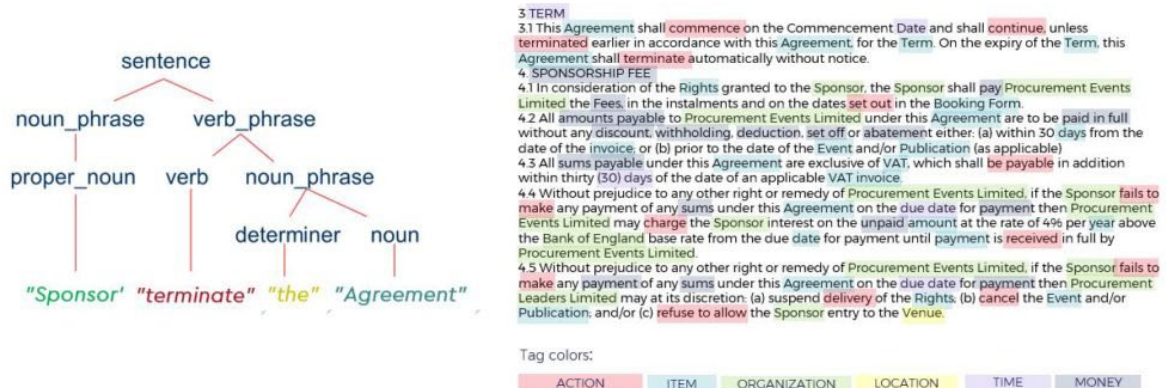 sentence
noun_phrase verb_phrase
proper_noun verb noun_phrase
determiner noun
"Sponsor' "terminate" "the" "Agreement"
3 TERM
3.1 This Agreement shall commence on the Commencement Date and shall continue, unless
terminated earlier in accordance with this Agreement, for the Term. On the expiry of the Term, this
Agreement shall terminate automatically without notice.
4. SPONSORSHIP FEE
4.1 In consideration of the Rights granted to the Sponsor, the Sponsor shall pay Procurement Events
Limited the Fees, in the instalments and on the dates set out in the Booking Form.
4.2 All amounts payable to Procurement Events Limited under this Agreement are to be paid in full
without any discount, withholding, deduction, set off or abatement either: (a) within 30 days from the
date of the invoice; or (b) prior to the date of the Event and/or Publication (as applicable)
4.3 All sums payable under this Agreement are exclusive of VAT, which shall be payable in addition
within thirty (30) days of the date of an applicable VAT invoice.
4.4 Without prejudice to any other right or remedy of Procurement Events Limited, if the Sponsor fails to
make any payment of any sums under this Agreement on the due date for payment then Procurement
Events Limited may charge the Sponsor interest on the unpaid amount at the rate of 4% per year above
the Bank of England base rate from the due date for payment until payment is received in full by
Procurement Events Limited.
4.5 Without prejudice to any other right or remedy of Procurement Events Limited, if the Sponsor fails to
make any payment of any sums under this Agreement on the due date for payment then Procurement
Leaders Limited may at its discretion: (a) suspend delivery of the Rights; (b) cancel the Event and/or
Publication; and/or (c) refuse to allow the Sponsor entry to the Venue.
Tag colors:
ACTION ITEM ORGANIZATION LOCATION TIME MONEY